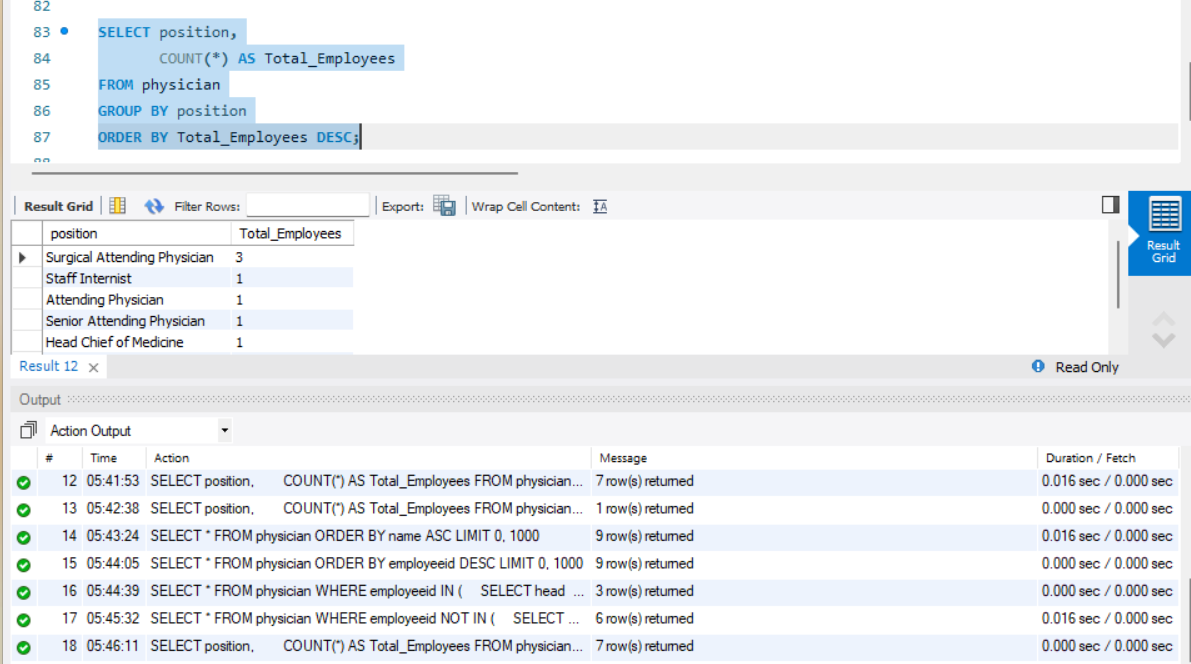 82
83 SELECT position,
84 COUNT(*) AS Total_Employees
85 FROM physician
86 GROUP BY position
87 ORDER BY Total_Employees DESC;
Result Grid Filter Rows: Export: Wrap Cell Content: IA
position Total_Employees
Surgical Attending Physician 3
Staff Internist 1
Attending Physician 1
Senior Attending Physician 1
Head Chief of Medicine 1
Result
Grid
Result 12 × Read Only
Output
Action Output
# Time Action Message Duration / Fetch
12 05:41:53 SELECT position, COUNT(*) AS Total_Employees FROM physician... 7 row(s) returned 0.016 sec / 0.000 sec
13 05:42:38 SELECT position, COUNT(*) AS Total_Employees FROM physician... 1 row(s) returned 0.000 sec / 0.000 sec
14 05:43:24 SELECT * FROM physician ORDER BY name ASC LIMIT 0, 1000 9 row(s) returned 0.016 sec / 0.000 sec
15 05:44:05 SELECT * FROM physician ORDER BY employeeid DESC LIMIT 0, 1000 9 row(s) returned 0.000 sec / 0.000 sec
16 05:44:39 SELECT * FROM physician WHERE employeeid IN ( SELECT head ... 3 row(s) returned 0.000 sec / 0.000 sec
17 05:45:32 SELECT * FROM physician WHERE employeeid NOT IN ( SELECT ... 6 row(s) returned 0.016 sec / 0.000 sec
18 05:46:11 SELECT position, COUNT(*) AS Total_Employees FROM physician... 7 row(s) returned 0.000 sec / 0.000 sec